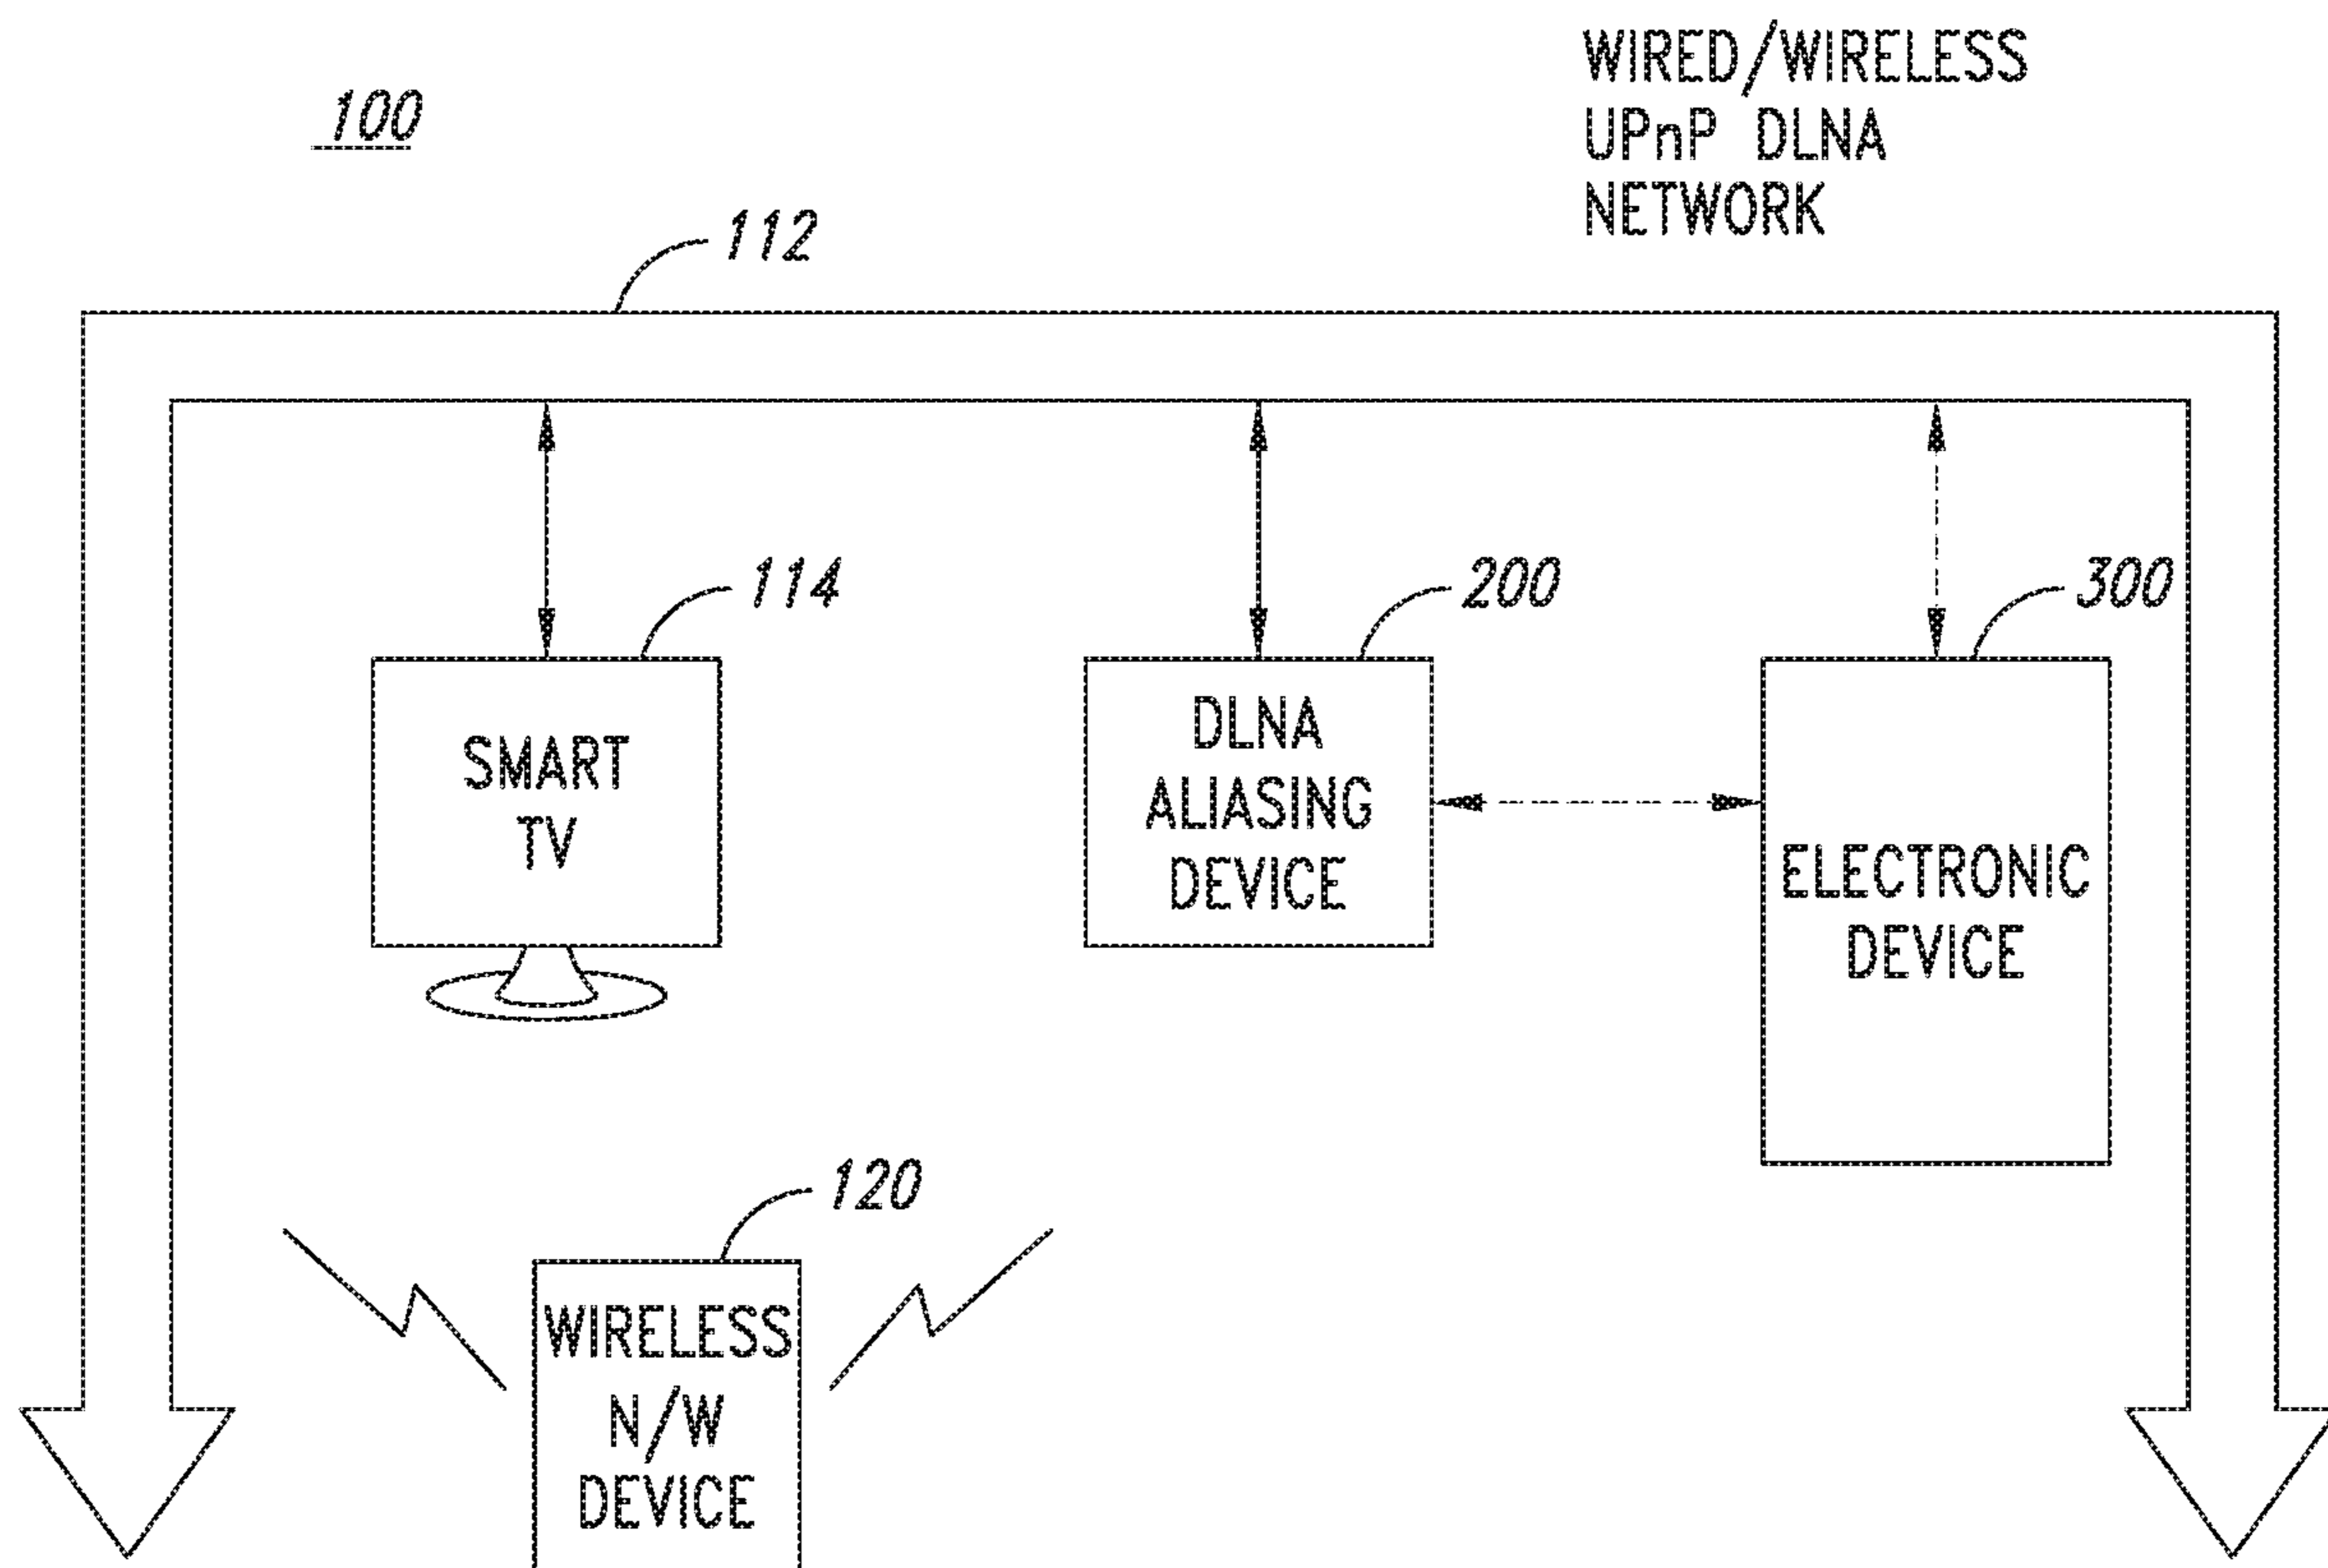 100
WIRED/WIRELESS
UPnP DLNA
NETWORK
112
114
200
300
SMART
TV
DLNA
ALIASING
DEVICE
ELECTRONIC
DEVICE
120
WIRELESS
N/W
DEVICE